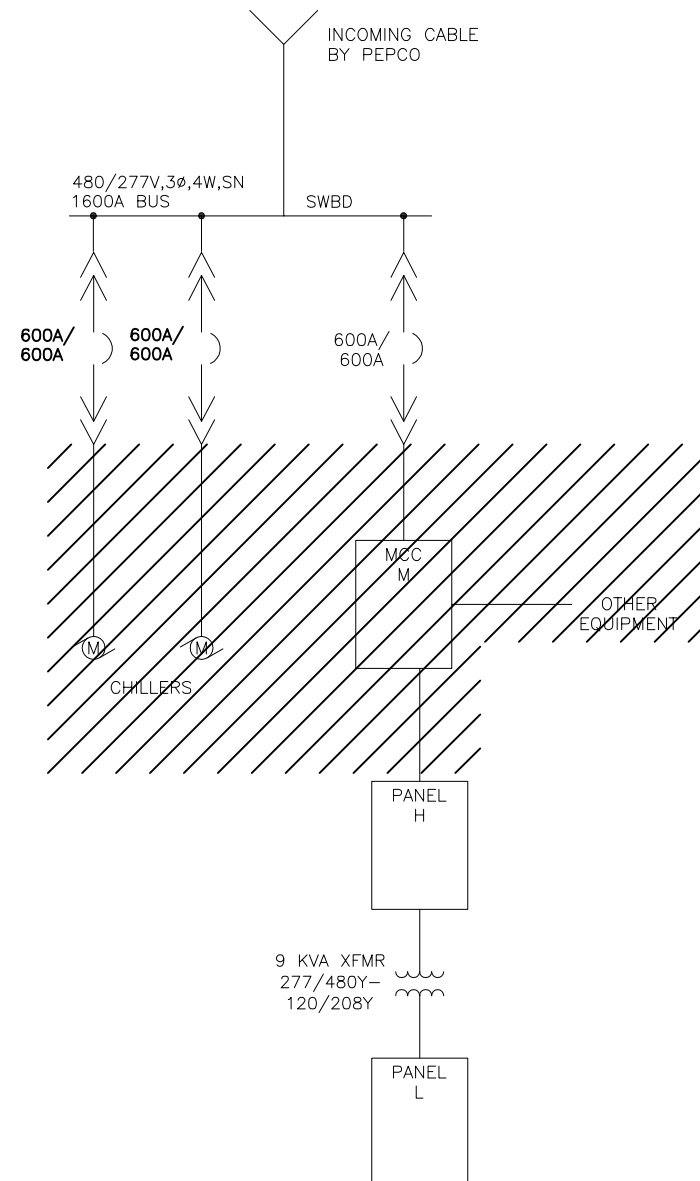 INCOMING CABLE
BY PEPCO
480/277V,3ø,4W,SN
1600A BUS
SWBD
600A/
600A
600A/
600A
600A/
600A
MCC
M
OTHER
EQUIPMENT
M
M
CHILLERS
PANEL
H
9 KVA XFMR
277/480Y-
120/208Y
PANEL
L